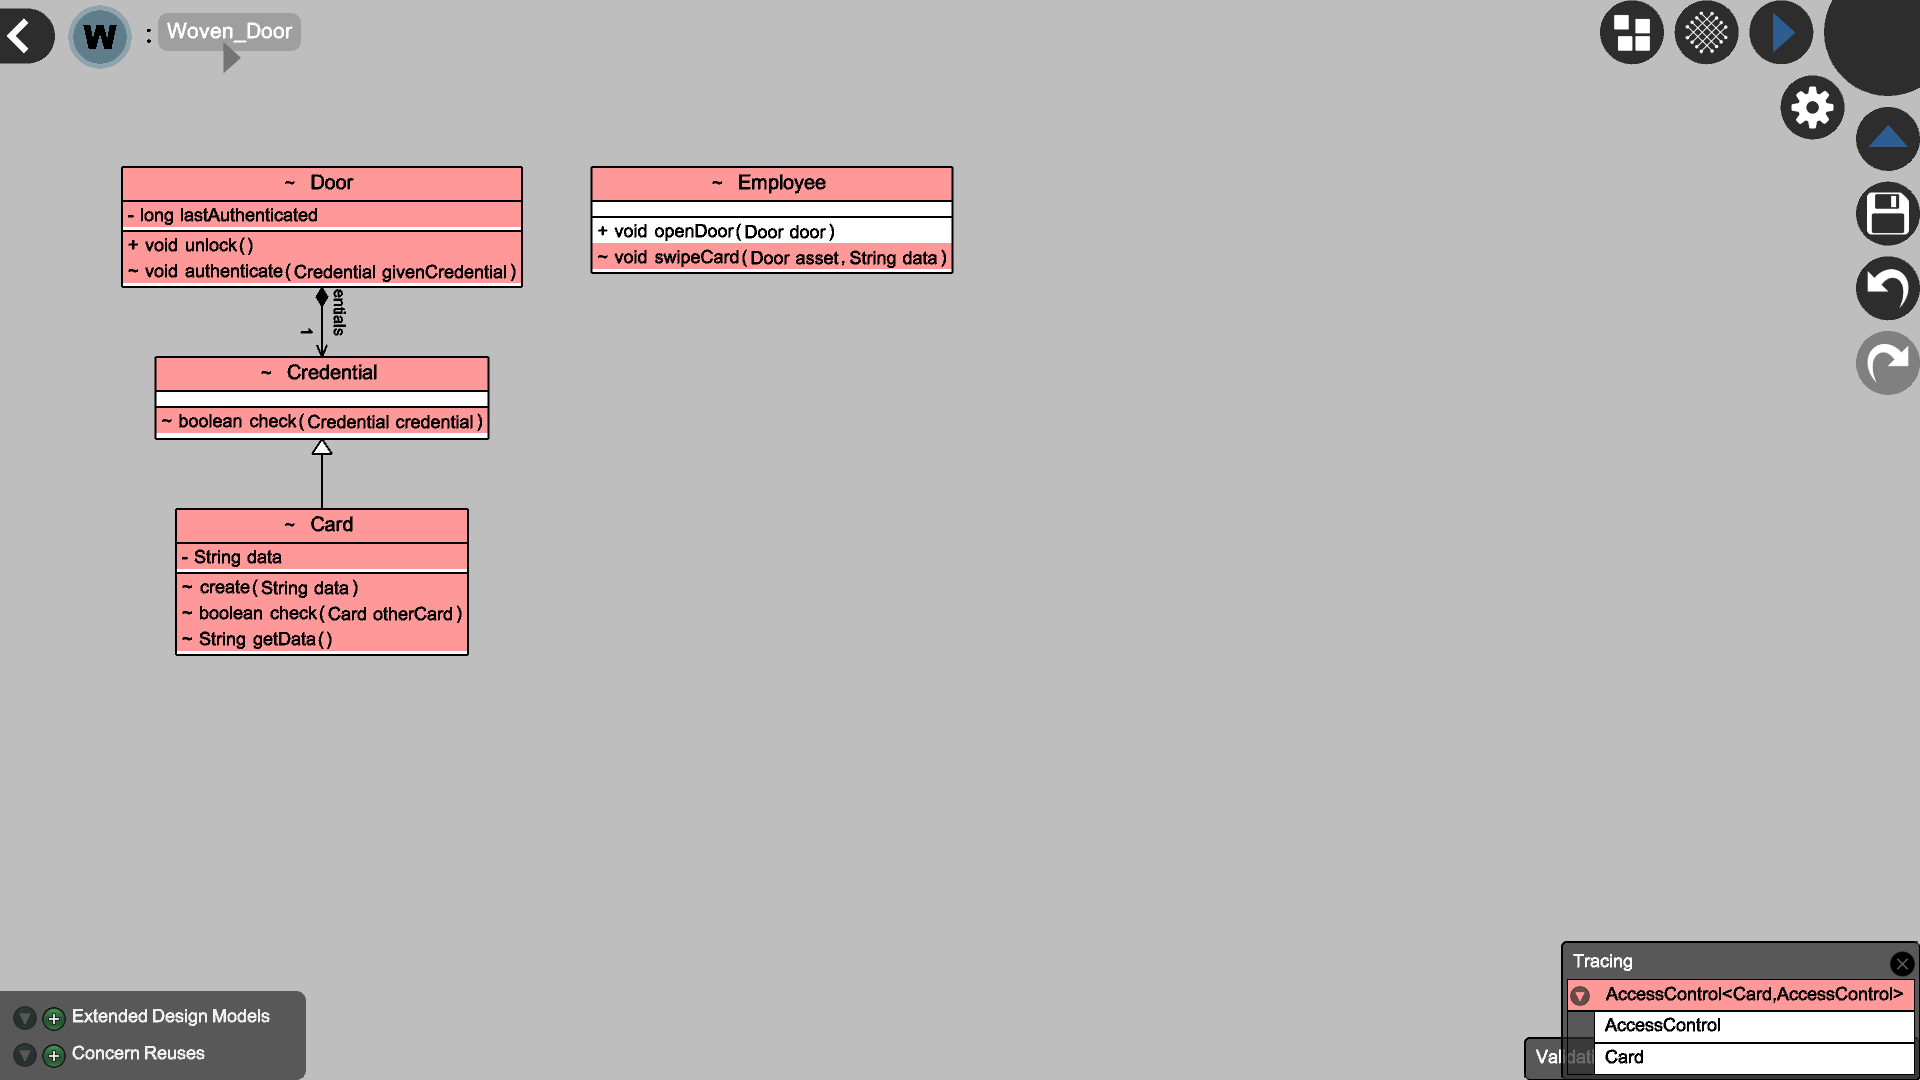 W : Woven_Door
~ Door
- long lastAuthenticated
+ void unlock()
~ void authenticate(Credential givenCredential)
entials
1
~ Credential
~ boolean check(Credential credential)
~ Card
- String data
~ create(String data)
~ boolean check(Card otherCard)
~ String getData()
~ Employee
+ void openDoor(Door door)
~ void swipeCard(Door asset, String data)
Extended Design Models
Concern Reuses
Tracing
AccessControl<Card,AccessControl>
AccessControl
Card
Validati